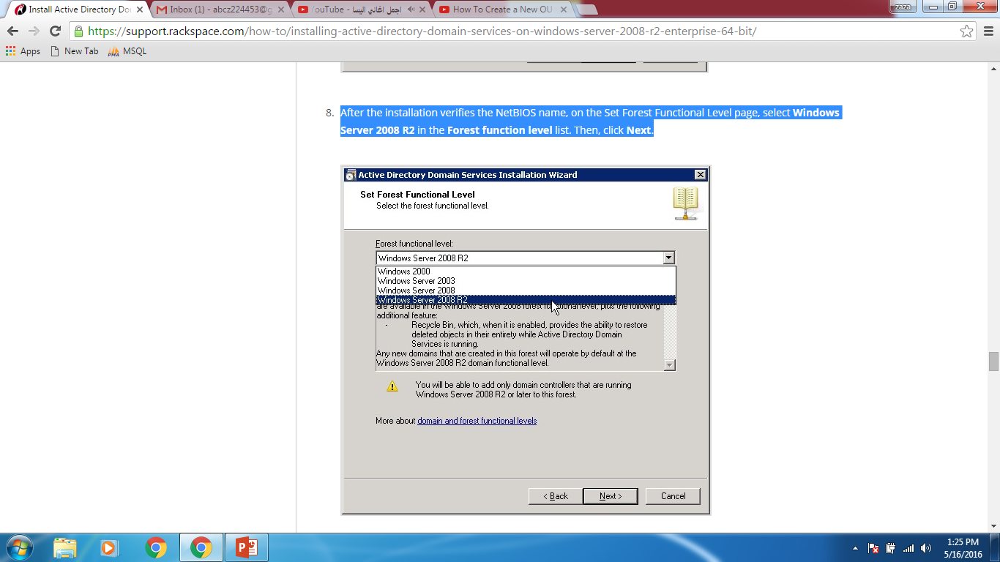 Install Active Directory Do
Inbox (1) - abcz224453@g
YouTube - اجمل اغاني اليسا
How To Create a New OU
zaza
https://support.rackspace.com/how-to/installing-active-directory-domain-services-on-windows-server-2008-r2-enterprise-64-bit/
Apps
New Tab
MSQL
8. After the installation verifies the NetBIOS name, on the Set Forest Functional Level page, select Windows
Server 2008 R2 in the Forest function level list. Then, click Next.
Active Directory Domain Services Installation Wizard
Set Forest Functional Level
Select the forest functional level.
Forest functional level:
Windows Server 2008 R2
Windows 2000
Windows Server 2003
Windows Server 2008
Windows Server 2008 R2
are available in the Windows Server 2008 forest functional level, plus the following
additional feature:
- Recycle Bin, which, when it is enabled, provides the ability to restore
deleted objects in their entirety while Active Directory Domain
Services is running.
Any new domains that are created in this forest will operate by default at the
Windows Server 2008 R2 domain functional level.
You will be able to add only domain controllers that are running
Windows Server 2008 R2 or later to this forest.
More about domain and forest functional levels
< Back
Next >
Cancel
1:25 PM
5/16/2016